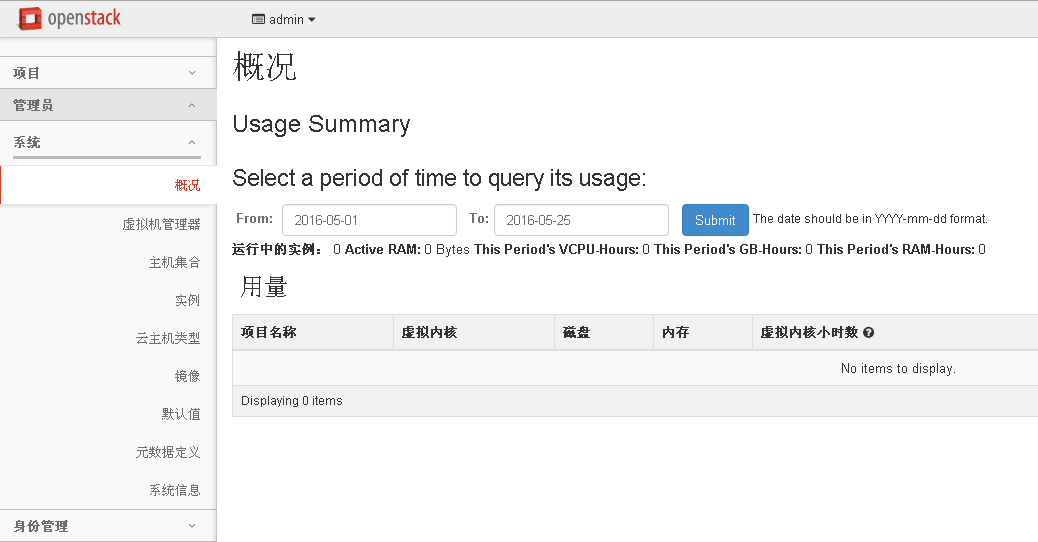 openstack
admin
项目
管理员
系统
概况
虚拟机管理器
主机集合
实例
云主机类型
镜像
默认值
元数据定义
系统信息
身份管理
概况
Usage Summary
Select a period of time to query its usage:
From: 2016-05-01 To: 2016-05-25 Submit The date should be in YYYY-mm-dd format.
运行中的实例: 0 Active RAM: 0 Bytes This Period's VCPU-Hours: 0 This Period's GB-Hours: 0 This Period's RAM-Hours: 0
用量
项目名称 虚拟内核 磁盘 内存 虚拟内核小时数
No items to display.
Displaying 0 items